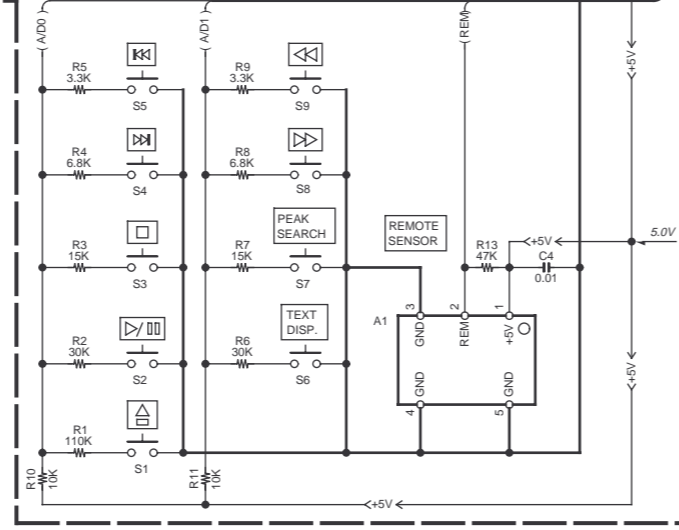 (A/D0)
(A/D1)
(REM)
+5V
R5
3.3K
S5
R9
3.3K
S9
R4
6.8K
S4
R8
6.8K
S8
R3
15K
S3
PEAK
SEARCH
R7
15K
S7
REMOTE
SENSOR
R13
47K
+5V
C4
0.01
5.0V
R2
30K
S2
TEXT
DISP.
R6
30K
S6
A1
3
2
1
GND
REM
+5V
GND
GND
4
5
+5V
R1
110K
S1
R10
10K
R11
10K
+5V